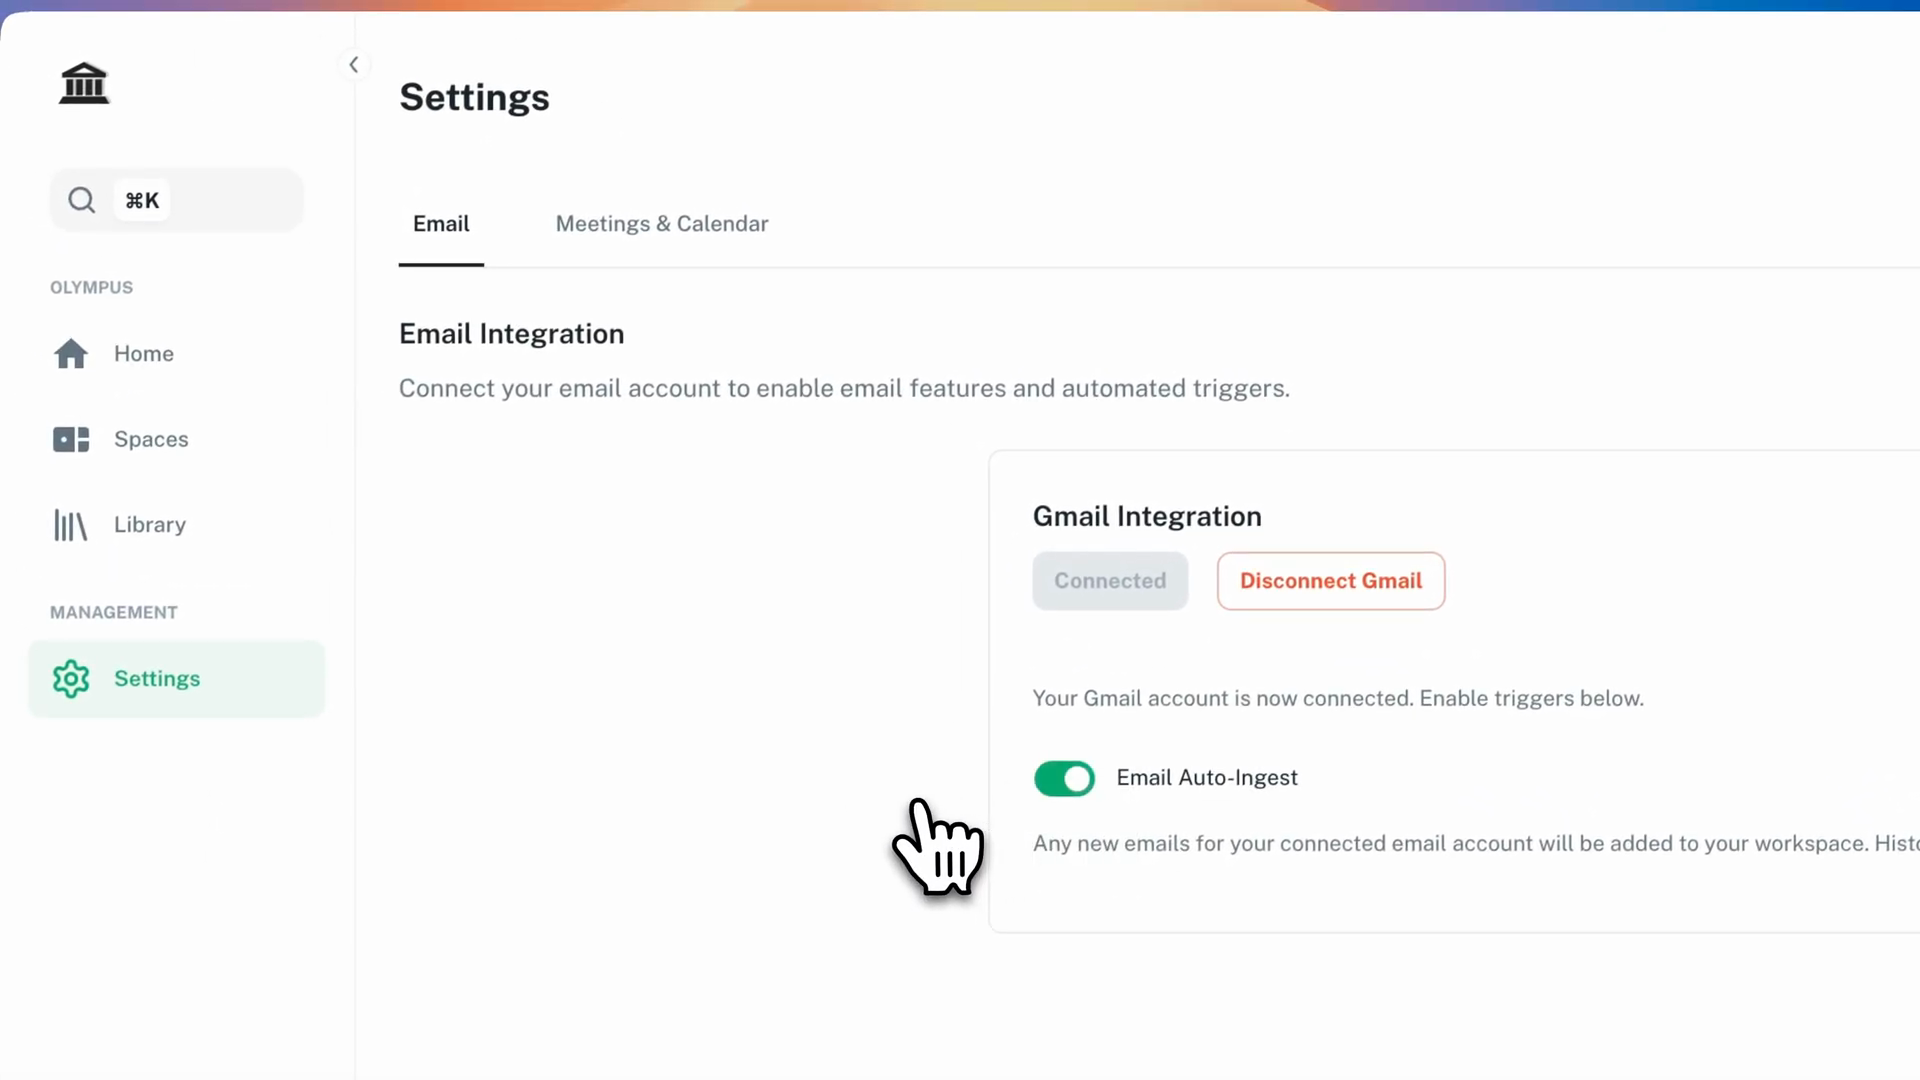 Settings
⌘K
Email
Meetings & Calendar
OLYMPUS
Home
Spaces
Library
MANAGEMENT
Settings
Email Integration
Connect your email account to enable email features and automated triggers.
Gmail Integration
Connected
Disconnect Gmail
Your Gmail account is now connected. Enable triggers below.
Email Auto-Ingest
Any new emails for your connected email account will be added to your workspace.